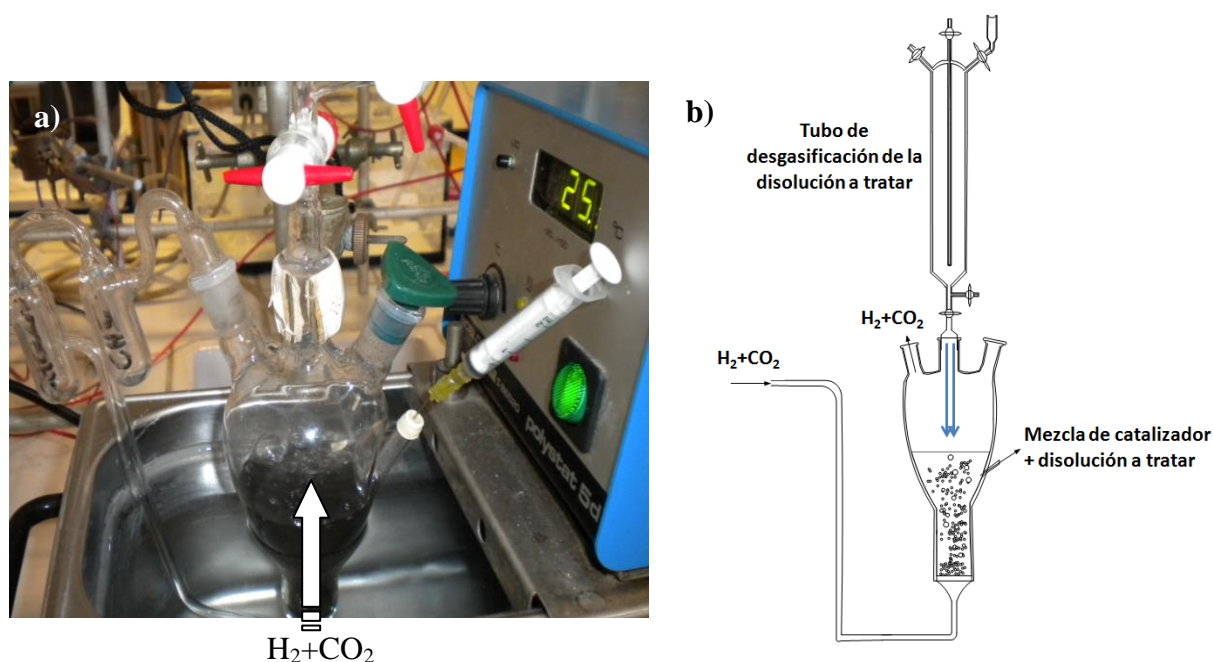 a)
25.
polystat 5d
H₂+CO₂
b)
Tubo de
desgasificación de la
disolución a tratar
H₂+CO₂
H₂+CO₂
Mezcla de catalizador
+ disolución a tratar